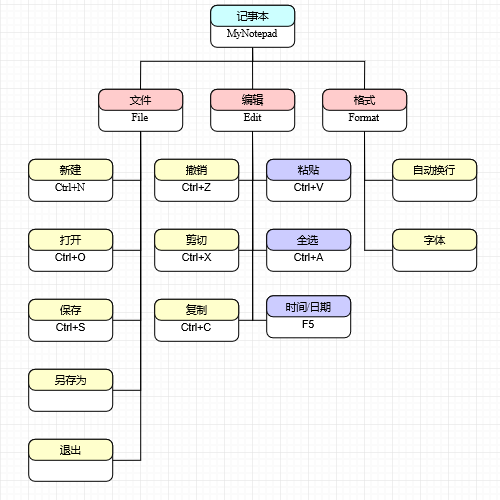 记事本
MyNotepad
文件
File
编辑
Edit
格式
Format
新建
Ctrl+N
撤销
Ctrl+Z
粘贴
Ctrl+V
自动换行
打开
Ctrl+O
剪切
Ctrl+X
全选
Ctrl+A
字体
保存
Ctrl+S
复制
Ctrl+C
时间/日期
F5
另存为
退出